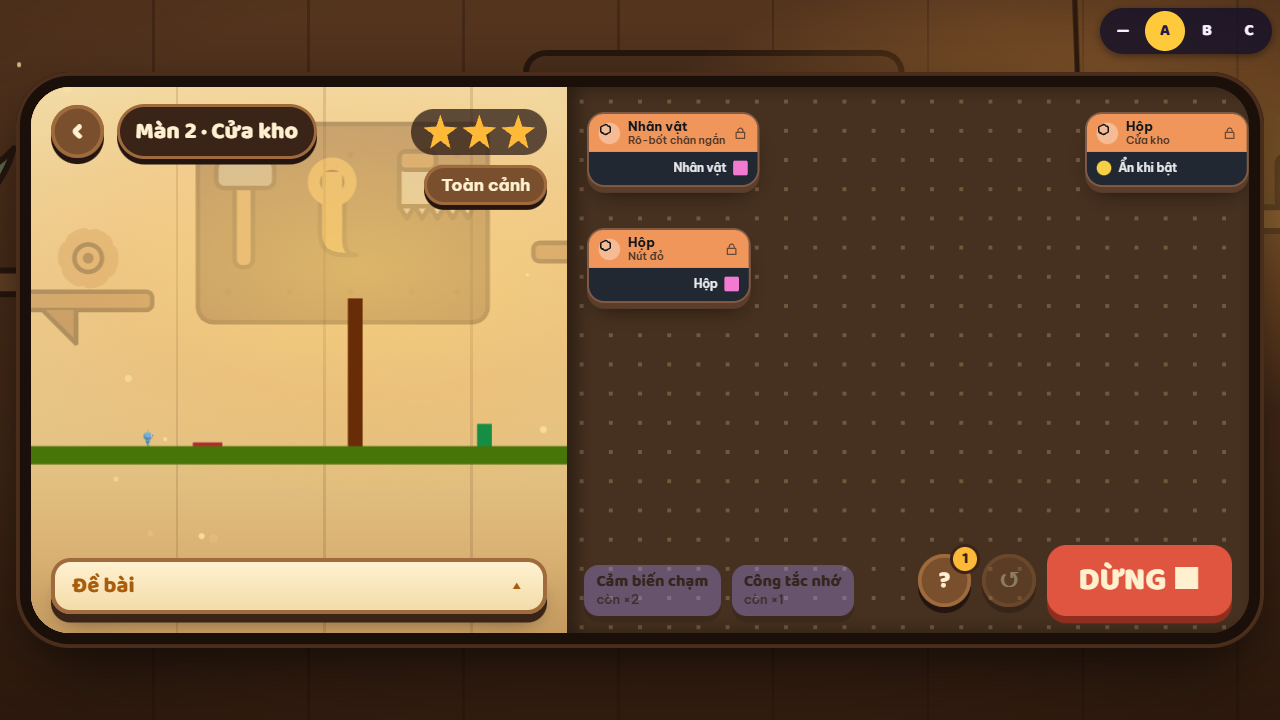 — A B C
Màn 2 • Cửa kho
Toàn cảnh
Đề bài
Nhân vật
Rô-bốt chân ngắn
Nhân vật
Hộp
Cửa kho
Ẩn khi bật
Hộp
Nút đỏ
Hộp
Cảm biến chạm
còn ×2
Công tắc nhớ
còn ×1
?
1
DỪNG